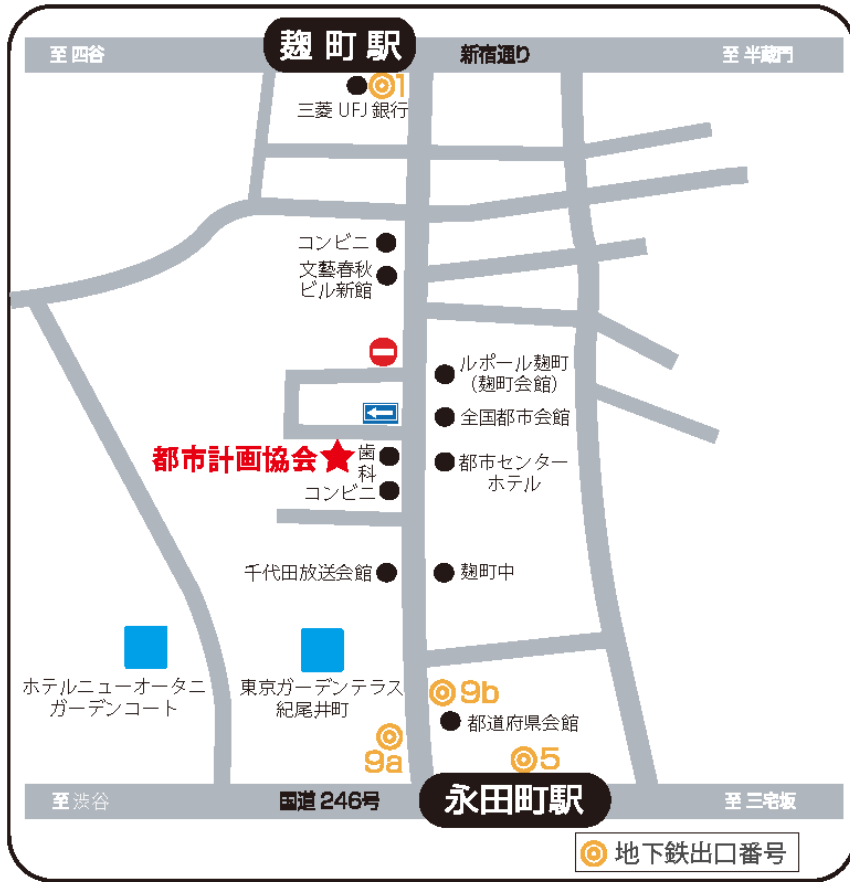 至 四谷
麹 町 駅
新宿通り
至 半蔵門
1
三菱 UFJ 銀行
コンビニ
文藝春秋
ビル新館
ルポール麹町
(麹町会館)
全国都市会館
都市計画協会
歯
科
都市センター
ホテル
コンビニ
千代田放送会館
麹町中
ホテルニューオータニ
ガーデンコート
東京ガーデンテラス
紀尾井町
9b
都道府県会館
9a
5
至 渋谷
国道 246号
永田町駅
至 三宅坂
地下鉄出口番号